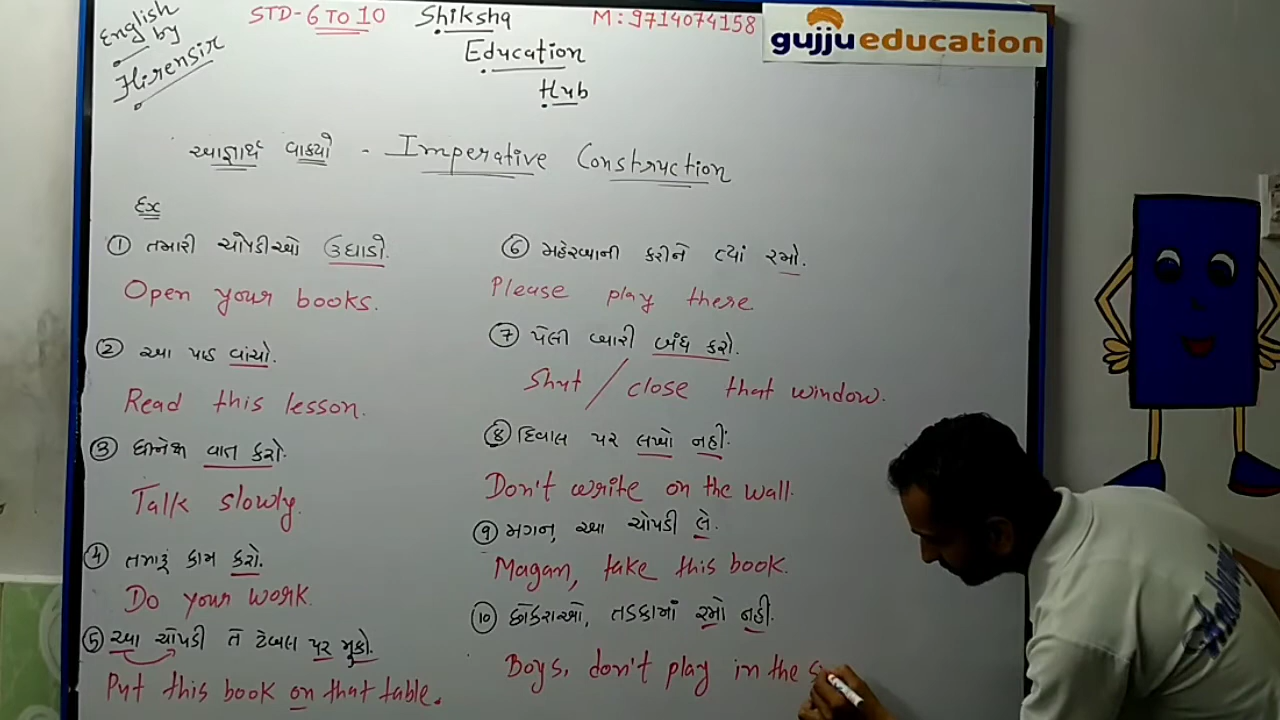 English by Hirensir
STD-6 TO 10
Shiksha
Education
Hub
M: 9714074158
gujjueducation
આજ્ઞાર્થ વાક્યો - Imperative Construction
Ex
① તમારી ચોપડીઓ ઉઘાડો.
Open your books.
② આ પાઠ વાંચો.
Read this lesson.
③ ધીમેથી વાત કરો.
Talk slowly.
④ તમારૂં કામ કરો.
Do your work.
⑤ આ ચોપડી તે ટેબલ પર મૂકો.
Put this book on that table.
⑥ મહેરબાની કરીને ત્યાં રમો.
Please play there
⑦ પેલી બારી બંધ કરો.
Shut / close that window.
⑧ દિવાલ પર લખો નહીં.
Don't write on the wall.
⑨ મગન, આ ચોપડી લે.
Magan, take this book.
⑩ છોકરાઓ, તડકામાં રમો નહી.
Boys, don't play in the s